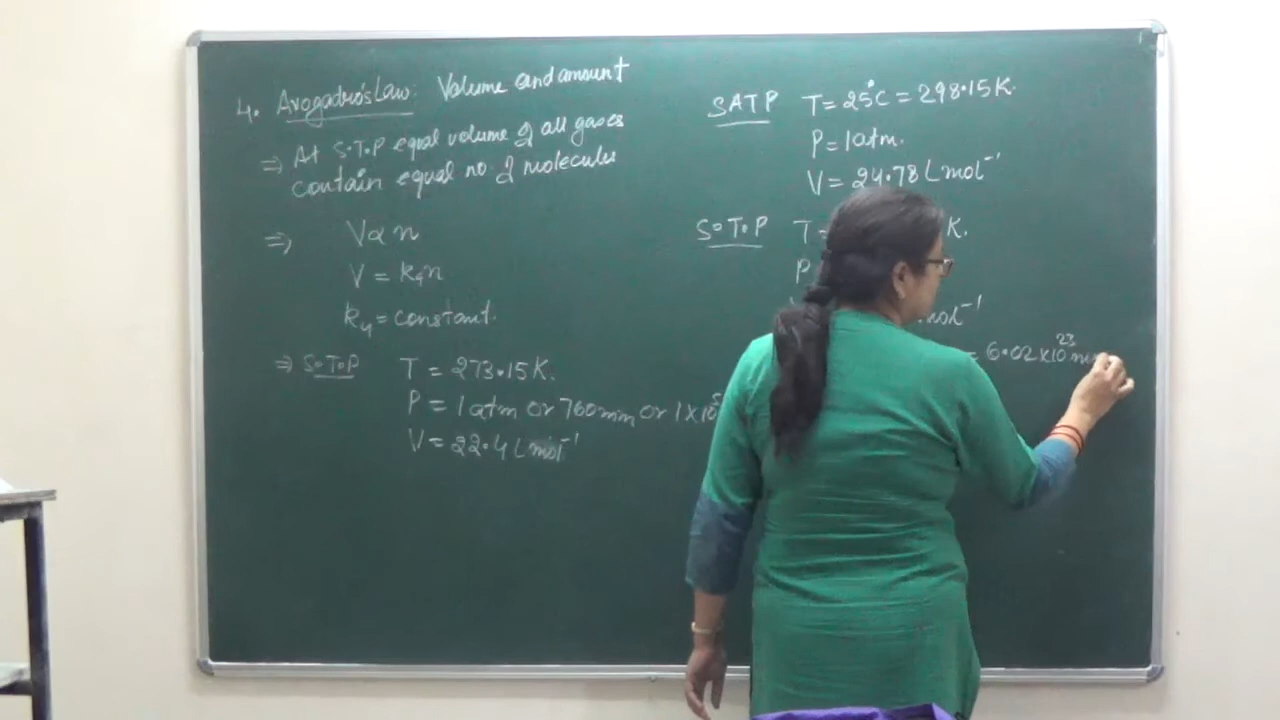 4. Avogadro's Law: Volume and amount
⇒ At S.T.P equal volume of all gases
contain equal no. of molecules
⇒ V∝n
V = k₄n
k₄ = constant.
⇒ S.T.P T = 273.15 K.
P = 1 atm or 760mm or 1×10⁵
V = 22.4 L mol⁻¹
SATP T = 25°C = 298.15 K.
P = 1 atm.
V = 24.78 L mol⁻¹
S.T.P T = K.
P
mol⁻¹
= 6.02×10²³